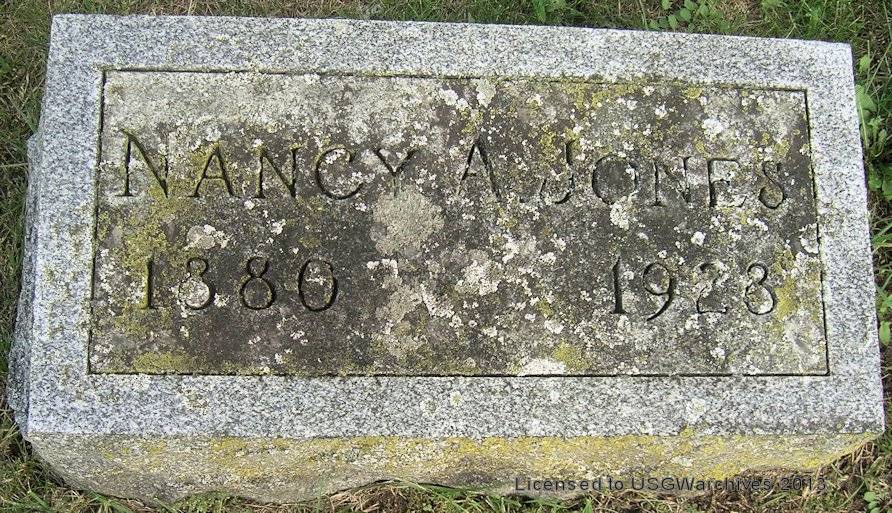 NANCY A. JONES
1880 1923
Licensed to USGWarchives 2013